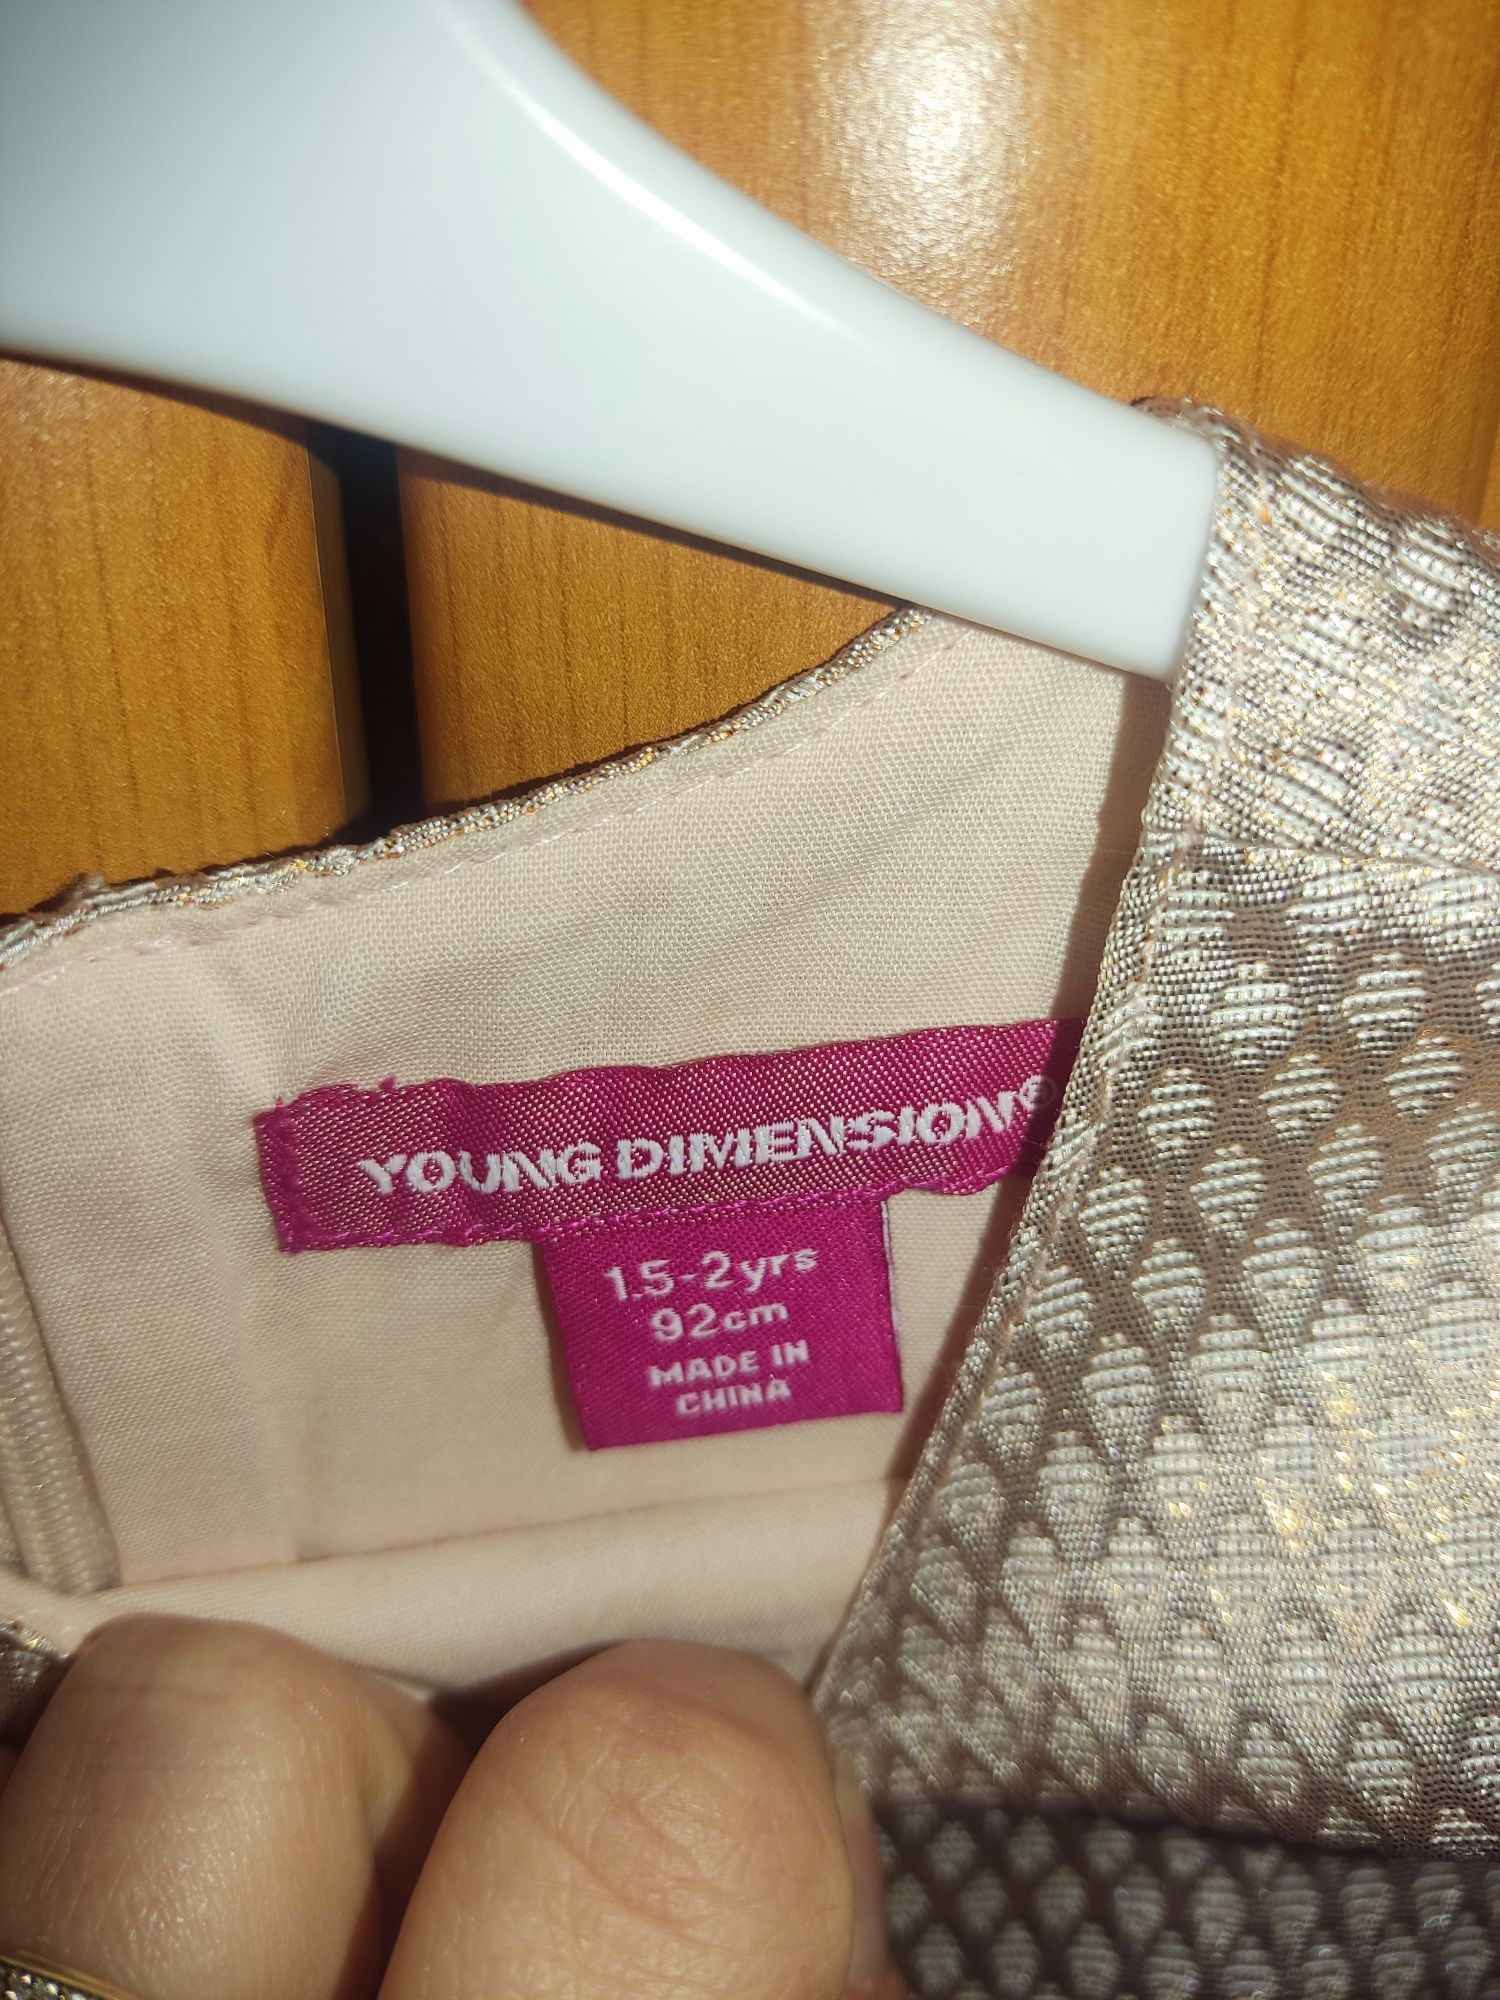 YOUNG DIMENSION®
1.5-2yrs
92cm
MADE IN
CHINA